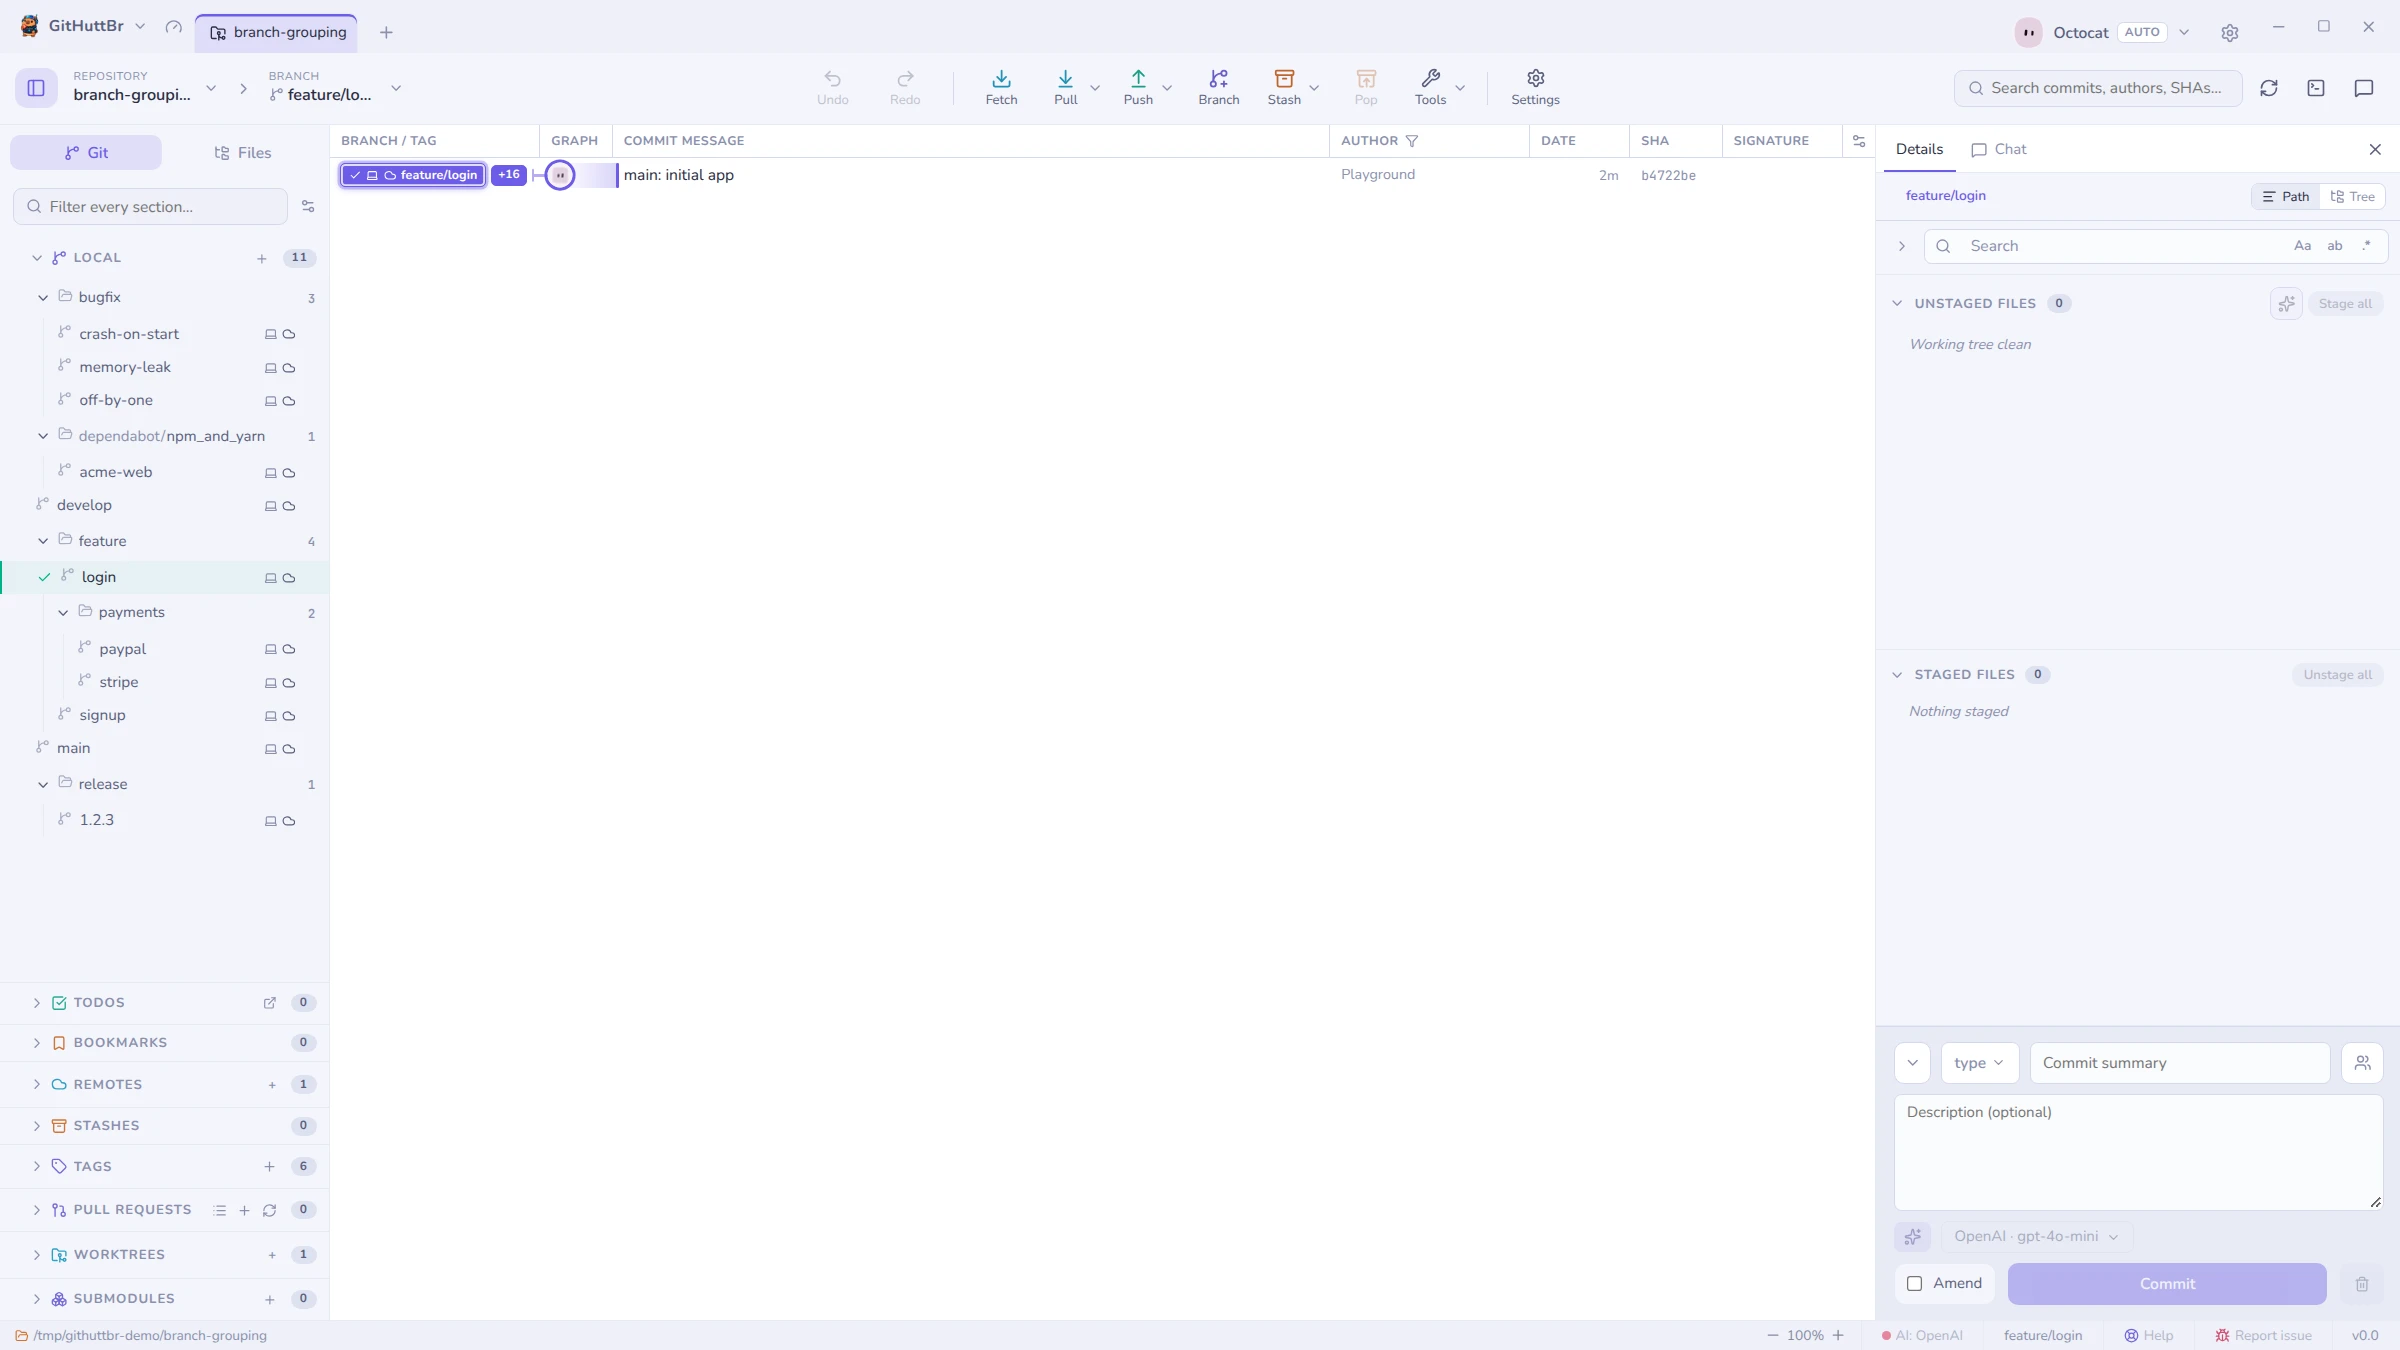 GitHuttBr
branch-grouping
Octocat AUTO
REPOSITORY
branch-groupi...
BRANCH
feature/lo...
Undo
Redo
Fetch
Pull
Push
Branch
Stash
Pop
Tools
Settings
Search commits, authors, SHAs...
Git
Files
Filter every section...
LOCAL 11
bugfix 3
crash-on-start
memory-leak
off-by-one
dependabot/npm_and_yarn 1
acme-web
develop
feature 4
login
payments 2
paypal
stripe
signup
main
release 1
1.2.3
TODOS 0
BOOKMARKS 0
REMOTES 1
STASHES 0
TAGS 6
PULL REQUESTS 0
WORKTREES 1
SUBMODULES 0
BRANCH / TAG GRAPH COMMIT MESSAGE AUTHOR DATE SHA SIGNATURE
feature/login +16 main: initial app Playground 2m b4722be
Details
Chat
feature/login
Path
Tree
Search Aa ab .*
UNSTAGED FILES 0 Stage all
Working tree clean
STAGED FILES 0 Unstage all
Nothing staged
type
Commit summary
Description (optional)
OpenAI · gpt-4o-mini
Amend
Commit
/tmp/githuttbr-demo/branch-grouping
100%
AI: OpenAI
feature/login
Help
Report issue
v0.0